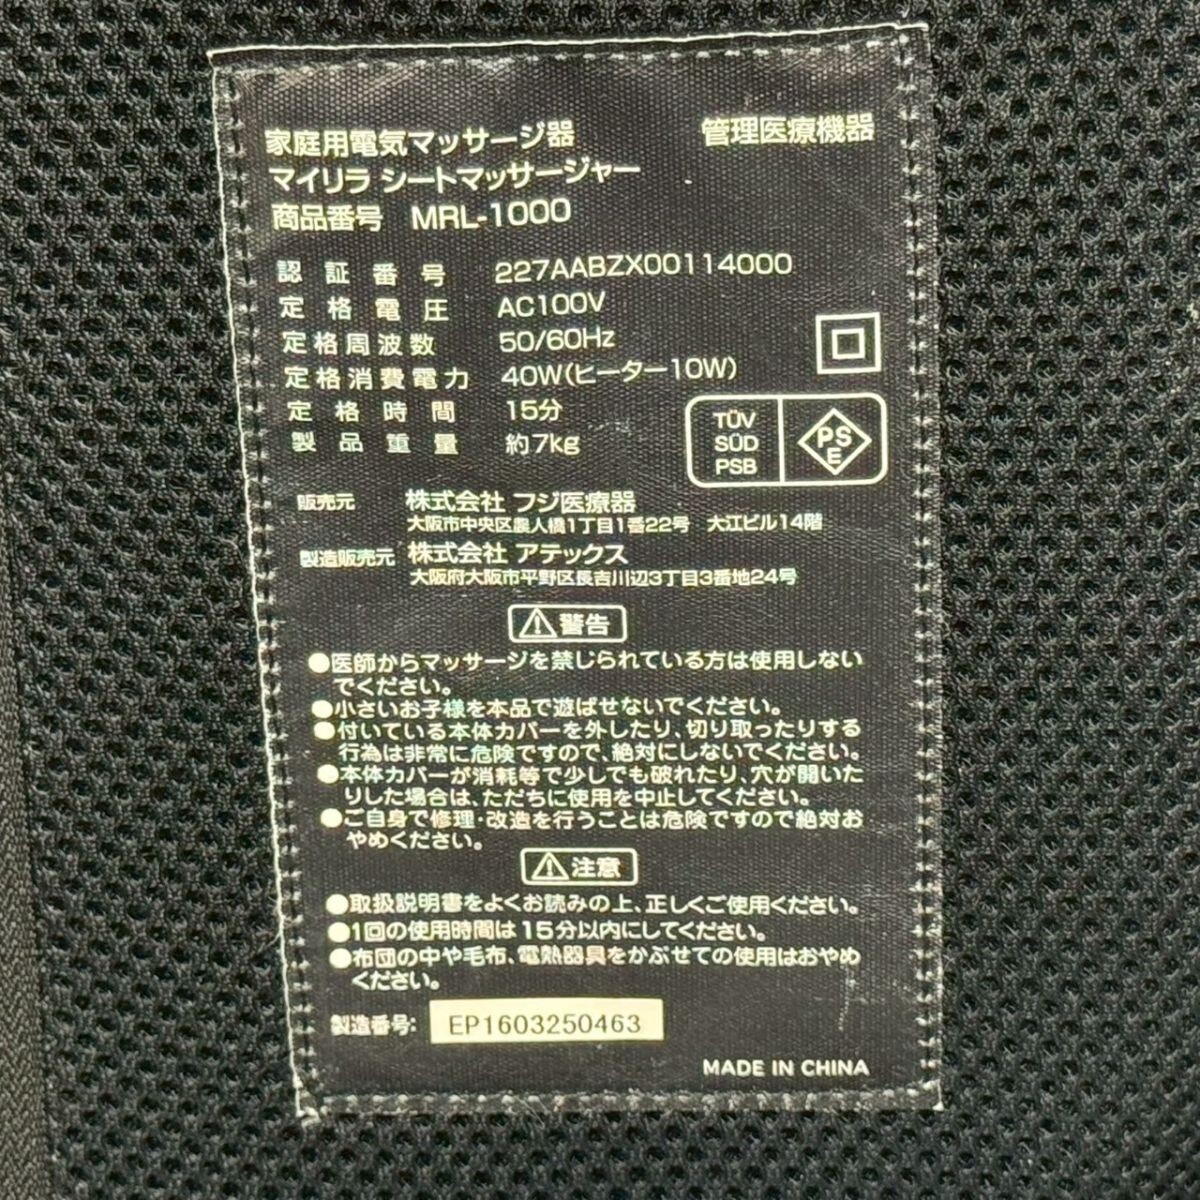 家庭用電気マッサージ器 管理医療機器
マイリラ シートマッサージャー
商品番号 MRL-1000
認証番号 227AABZX00114000
定格電圧 AC100V
定格周波数 50/60Hz
定格消費電力 40W(ヒーター10W)
定格時間 15分
製品重量 約7kg
TÜV
SÜD
PSB
PS
E
販売元 株式会社 フジ医療器
大阪市中央区農人橋1丁目1番22号 大江ビル14階
製造販売元 株式会社 アテックス
大阪府大阪市平野区長吉川辺3丁目3番地24号
警告
●医師からマッサージを禁じられている方は使用しない
でください。
●小さいお子様を本品で遊ばせないでください。
●付いている本体カバーを外したり、切り取ったりする
行為は非常に危険ですので、絶対にしないでください。
●本体カバーが消耗等で少しでも破れたり、穴が開いた
りした場合は、ただちに使用を中止してください。
●ご自身で修理・改造を行うことは危険ですので絶対お
やめください。
注意
●取扱説明書をよくお読みの上、正しくご使用ください。
●1回の使用時間は15分以内にしてください。
●布団の中や毛布、電熱器具をかぶせての使用はおやめ
ください。
製造番号: EP1603250463
MADE IN CHINA